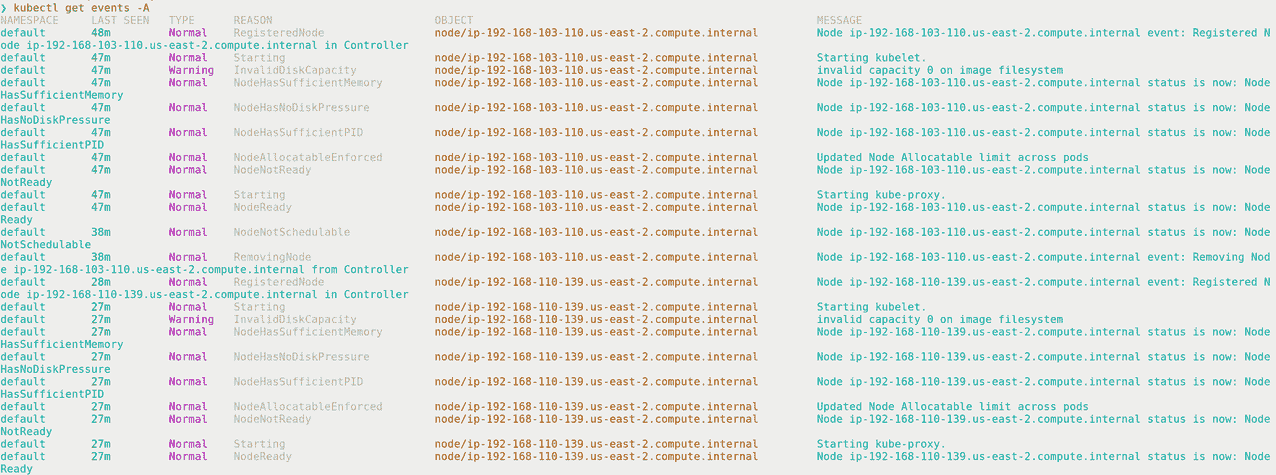 ❯ kubectl get events -A
NAMESPACE LAST SEEN TYPE REASON OBJECT MESSAGE
default 48m Normal RegisteredNode node/ip-192-168-103-110.us-east-2.compute.internal Node ip-192-168-103-110.us-east-2.compute.internal event: Registered N
ode ip-192-168-103-110.us-east-2.compute.internal in Controller
default 47m Normal Starting node/ip-192-168-103-110.us-east-2.compute.internal Starting kubelet.
default 47m Warning InvalidDiskCapacity node/ip-192-168-103-110.us-east-2.compute.internal invalid capacity 0 on image filesystem
default 47m Normal NodeHasSufficientMemory node/ip-192-168-103-110.us-east-2.compute.internal Node ip-192-168-103-110.us-east-2.compute.internal status is now: Node
HasSufficientMemory
default 47m Normal NodeHasNoDiskPressure node/ip-192-168-103-110.us-east-2.compute.internal Node ip-192-168-103-110.us-east-2.compute.internal status is now: Node
HasNoDiskPressure
default 47m Normal NodeHasSufficientPID node/ip-192-168-103-110.us-east-2.compute.internal Node ip-192-168-103-110.us-east-2.compute.internal status is now: Node
HasSufficientPID
default 47m Normal NodeAllocatableEnforced node/ip-192-168-103-110.us-east-2.compute.internal Updated Node Allocatable limit across pods
default 47m Normal NodeNotReady node/ip-192-168-103-110.us-east-2.compute.internal Node ip-192-168-103-110.us-east-2.compute.internal status is now: Node
NotReady
default 47m Normal Starting node/ip-192-168-103-110.us-east-2.compute.internal Starting kube-proxy.
default 47m Normal NodeReady node/ip-192-168-103-110.us-east-2.compute.internal Node ip-192-168-103-110.us-east-2.compute.internal status is now: Node
Ready
default 38m Normal NodeNotSchedulable node/ip-192-168-103-110.us-east-2.compute.internal Node ip-192-168-103-110.us-east-2.compute.internal status is now: Node
NotSchedulable
default 38m Normal RemovingNode node/ip-192-168-103-110.us-east-2.compute.internal Node ip-192-168-103-110.us-east-2.compute.internal event: Removing Nod
e ip-192-168-103-110.us-east-2.compute.internal from Controller
default 28m Normal RegisteredNode node/ip-192-168-110-139.us-east-2.compute.internal Node ip-192-168-110-139.us-east-2.compute.internal event: Registered N
ode ip-192-168-110-139.us-east-2.compute.internal in Controller
default 27m Normal Starting node/ip-192-168-110-139.us-east-2.compute.internal Starting kubelet.
default 27m Warning InvalidDiskCapacity node/ip-192-168-110-139.us-east-2.compute.internal invalid capacity 0 on image filesystem
default 27m Normal NodeHasSufficientMemory node/ip-192-168-110-139.us-east-2.compute.internal Node ip-192-168-110-139.us-east-2.compute.internal status is now: Node
HasSufficientMemory
default 27m Normal NodeHasNoDiskPressure node/ip-192-168-110-139.us-east-2.compute.internal Node ip-192-168-110-139.us-east-2.compute.internal status is now: Node
HasNoDiskPressure
default 27m Normal NodeHasSufficientPID node/ip-192-168-110-139.us-east-2.compute.internal Node ip-192-168-110-139.us-east-2.compute.internal status is now: Node
HasSufficientPID
default 27m Normal NodeAllocatableEnforced node/ip-192-168-110-139.us-east-2.compute.internal Updated Node Allocatable limit across pods
default 27m Normal NodeNotReady node/ip-192-168-110-139.us-east-2.compute.internal Node ip-192-168-110-139.us-east-2.compute.internal status is now: Node
NotReady
default 27m Normal Starting node/ip-192-168-110-139.us-east-2.compute.internal Starting kube-proxy.
default 27m Normal NodeReady node/ip-192-168-110-139.us-east-2.compute.internal Node ip-192-168-110-139.us-east-2.compute.internal status is now: Node
Ready